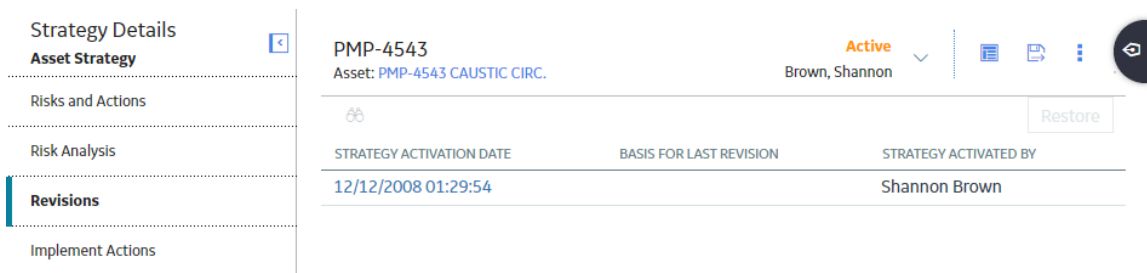 Strategy Details
Asset Strategy
Risks and Actions
Risk Analysis
Revisions
Implement Actions
PMP-4543
Asset: PMP-4543 CAUSTIC CIRC.
Active
Brown, Shannon
Restore
STRATEGY ACTIVATION DATE BASIS FOR LAST REVISION STRATEGY ACTIVATED BY
12/12/2008 01:29:54 Shannon Brown